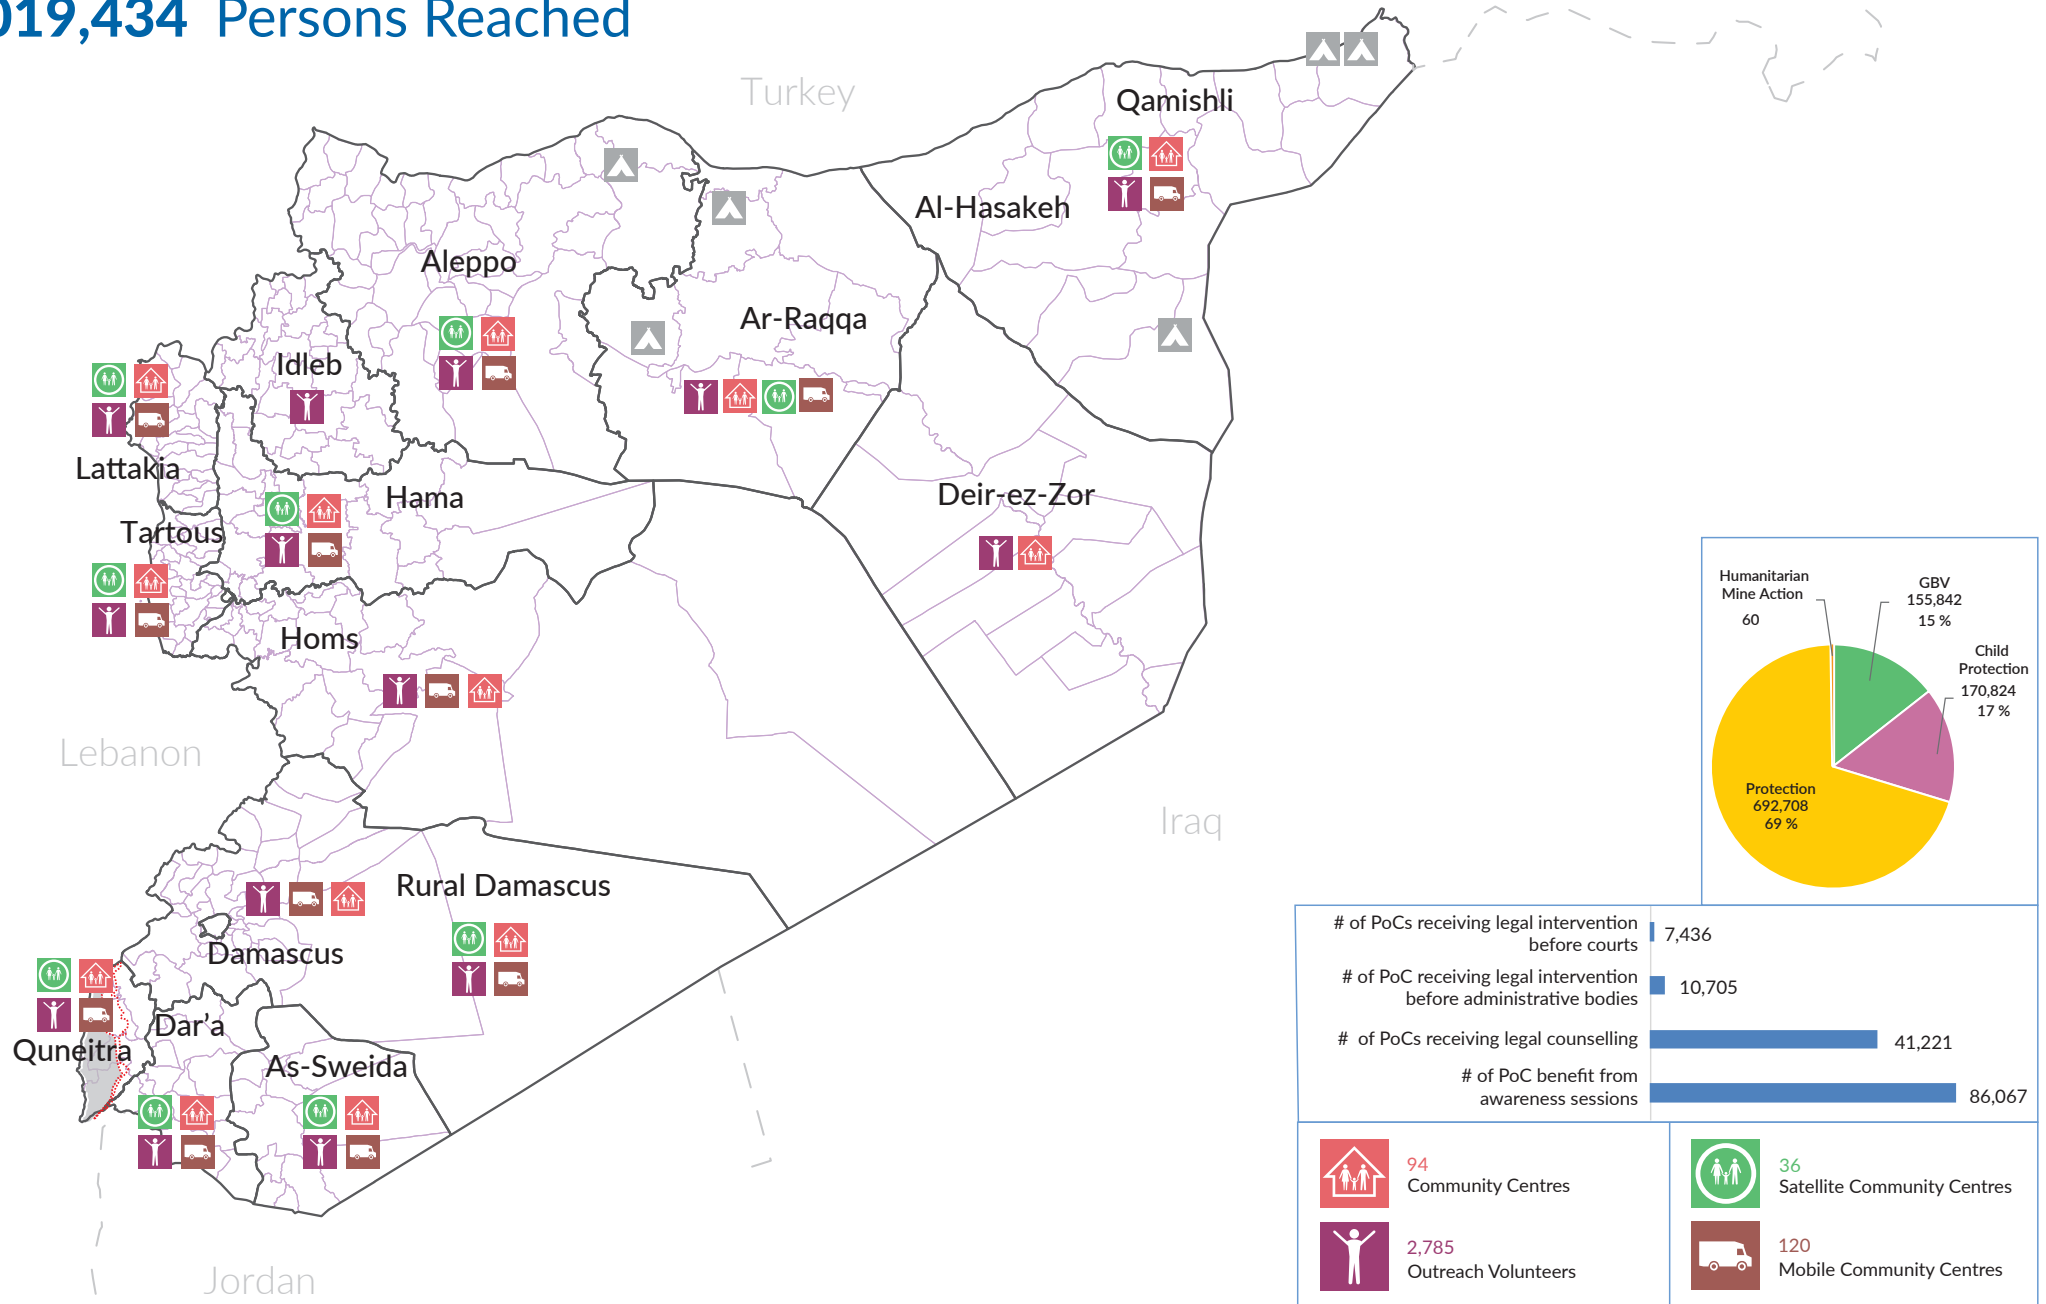 019,434 Persons Reached
Turkey
Qamishli
Al-Hasakeh
Aleppo
Ar-Raqqa
Idleb
Lattakia
Hama
Deir-ez-Zor
Tartous
Homs
Lebanon
Iraq
Rural Damascus
Damascus
Dar’a
Quneitra
As-Sweida
Jordan
Humanitarian
Mine Action
60
GBV
155,842
15 %
Child
Protection
170,824
17 %
Protection
692,708
69 %
# of PoCs receiving legal intervention
before courts
7,436
# of PoC receiving legal intervention
before administrative bodies
10,705
# of PoCs receiving legal counselling
41,221
# of PoC benefit from
awareness sessions
86,067
94
Community Centres
36
Satellite Community Centres
2,785
Outreach Volunteers
120
Mobile Community Centres